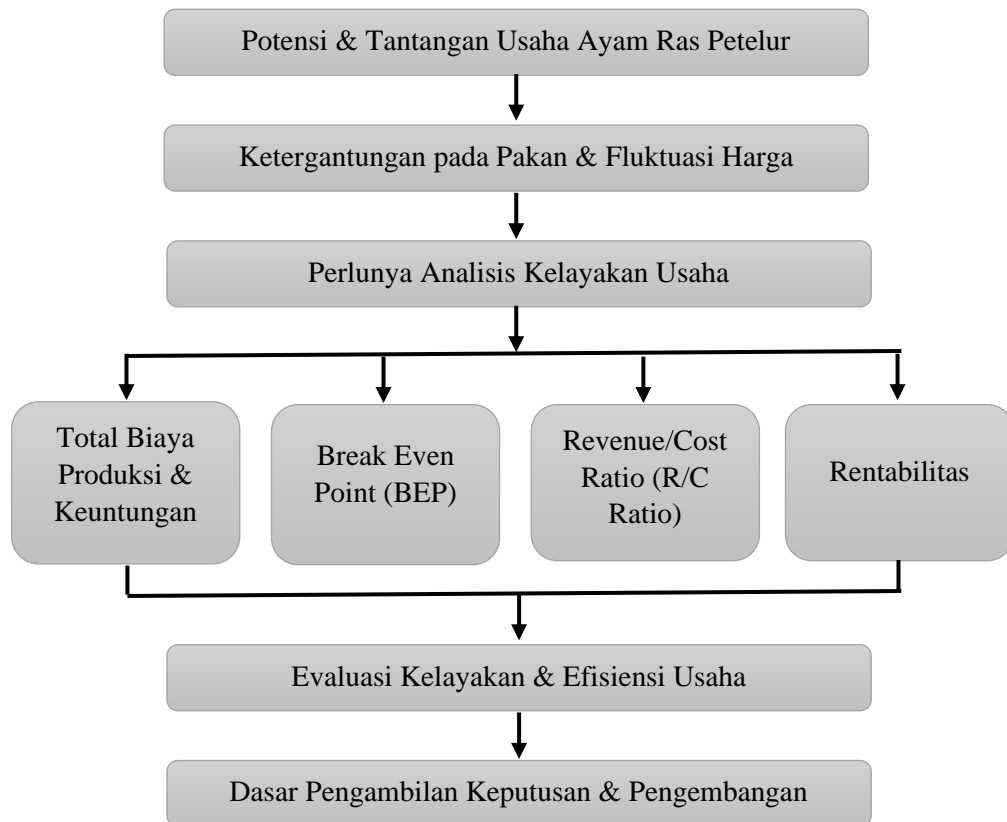 Potensi & Tantangan Usaha Ayam Ras Petelur
Ketergantungan pada Pakan & Fluktuasi Harga
Perlunya Analisis Kelayakan Usaha
Total Biaya
Produksi &
Keuntungan
Break Even
Point (BEP)
Revenue/Cost
Ratio (R/C
Ratio)
Rentabilitas
Evaluasi Kelayakan & Efisiensi Usaha
Dasar Pengambilan Keputusan & Pengembangan